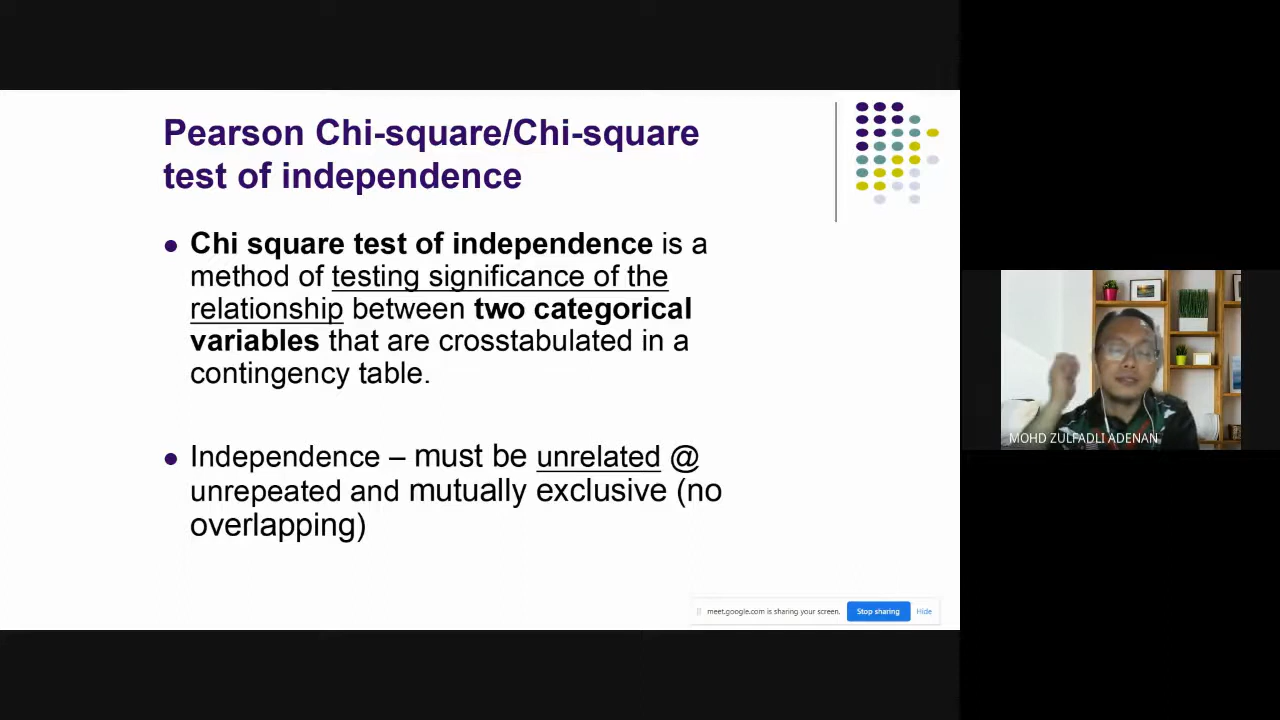 Pearson Chi-square/Chi-square
test of independence
Chi square test of independence is a
method of testing significance of the
relationship between two categorical
variables that are crosstabulated in a
contingency table.
Independence – must be unrelated @
unrepeated and mutually exclusive (no
overlapping)
meet.google.com is sharing your screen. Stop sharing Hide
MOHD ZULFADLI ADENAN